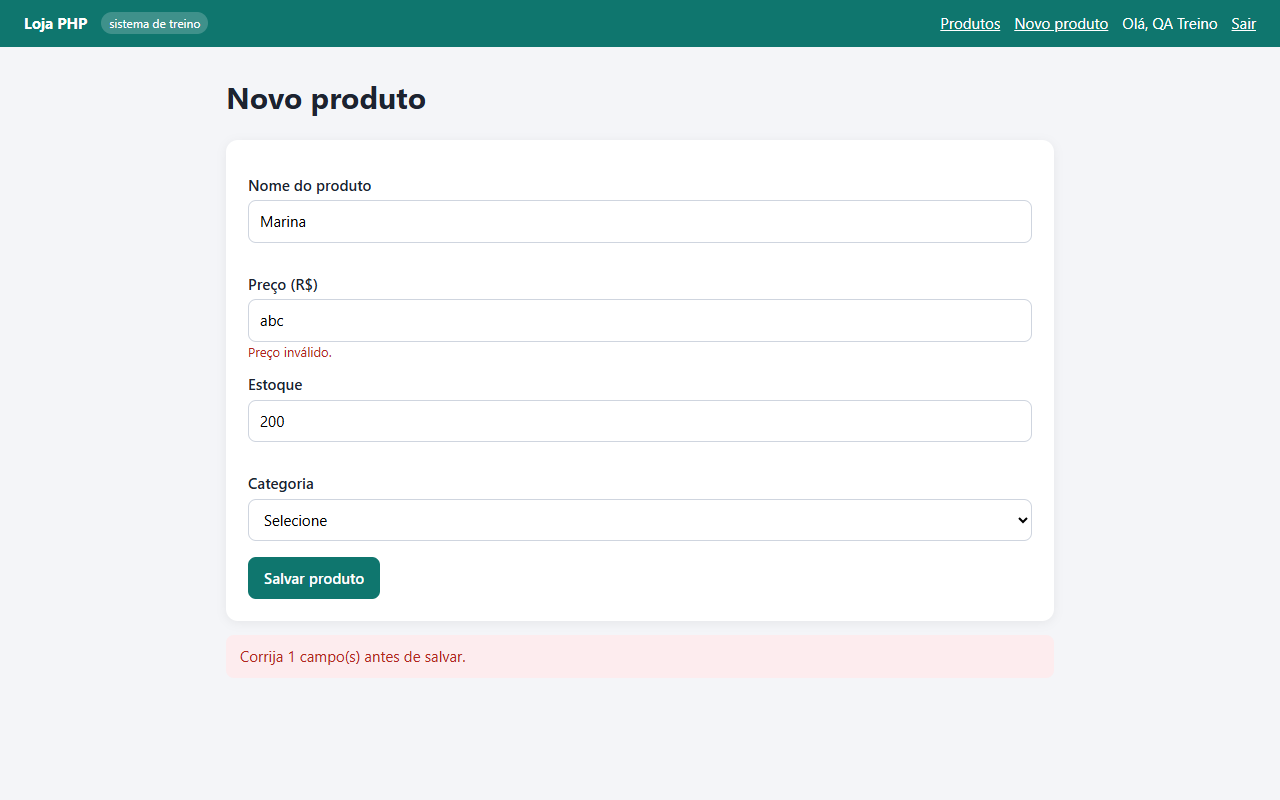 Loja PHP sistema de treino Produtos Novo produto Olá, QA Treino Sair
Novo produto
Nome do produto
Marina
Preço (R$)
abc
Preço inválido.
Estoque
200
Categoria
Selecione
Salvar produto
Corrija 1 campo(s) antes de salvar.